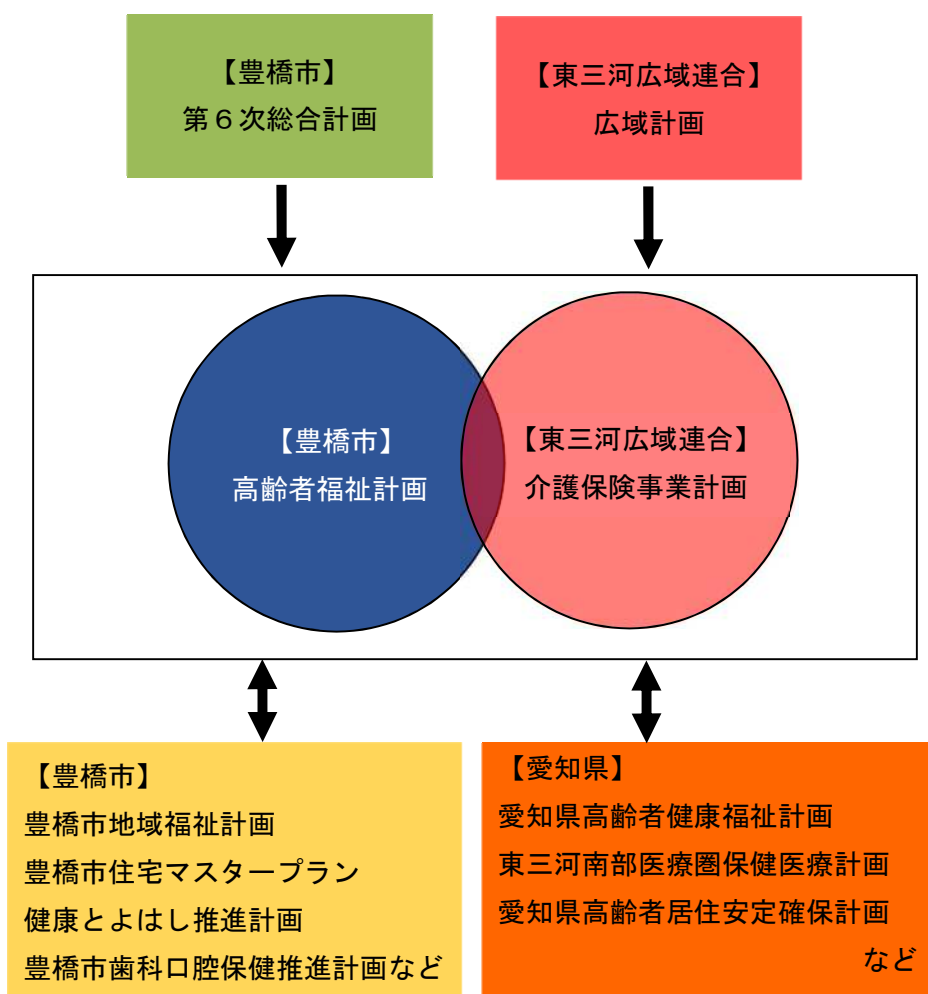 【豊橋市】
第６次総合計画
【東三河広域連合】
広域計画
【豊橋市】
高齢者福祉計画
【東三河広域連合】
介護保険事業計画
【豊橋市】
豊橋市地域福祉計画
豊橋市住宅マスタープラン
健康とよはし推進計画
豊橋市歯科口腔保健推進計画など
【愛知県】
愛知県高齢者健康福祉計画
東三河南部医療圏保健医療計画
愛知県高齢者居住安定確保計画
など